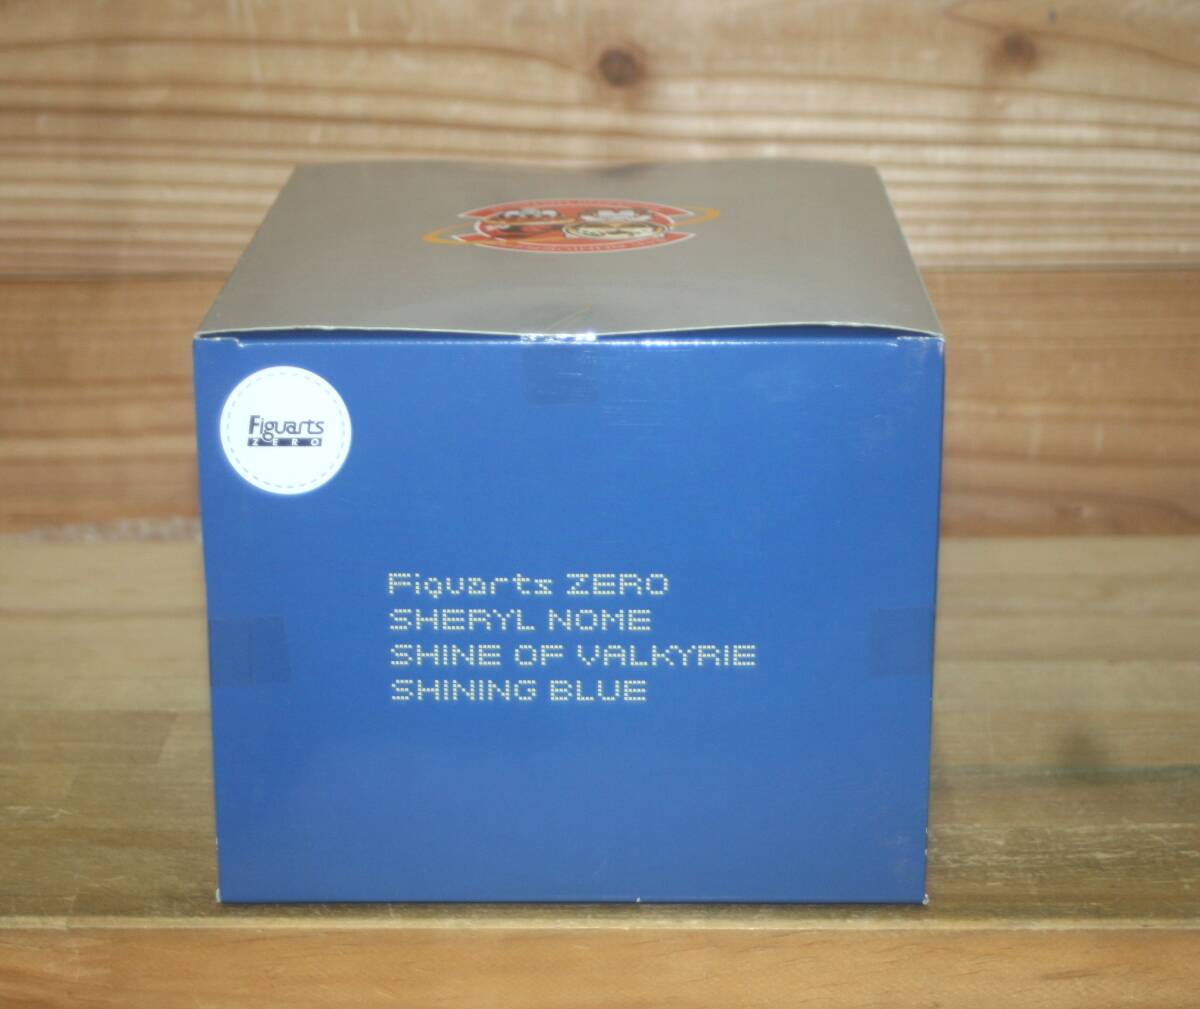 Figuarts
ZERO
Figuarts ZERO
SHERYL NOME
SHINE OF VALKYRIE
SHINING BLUE